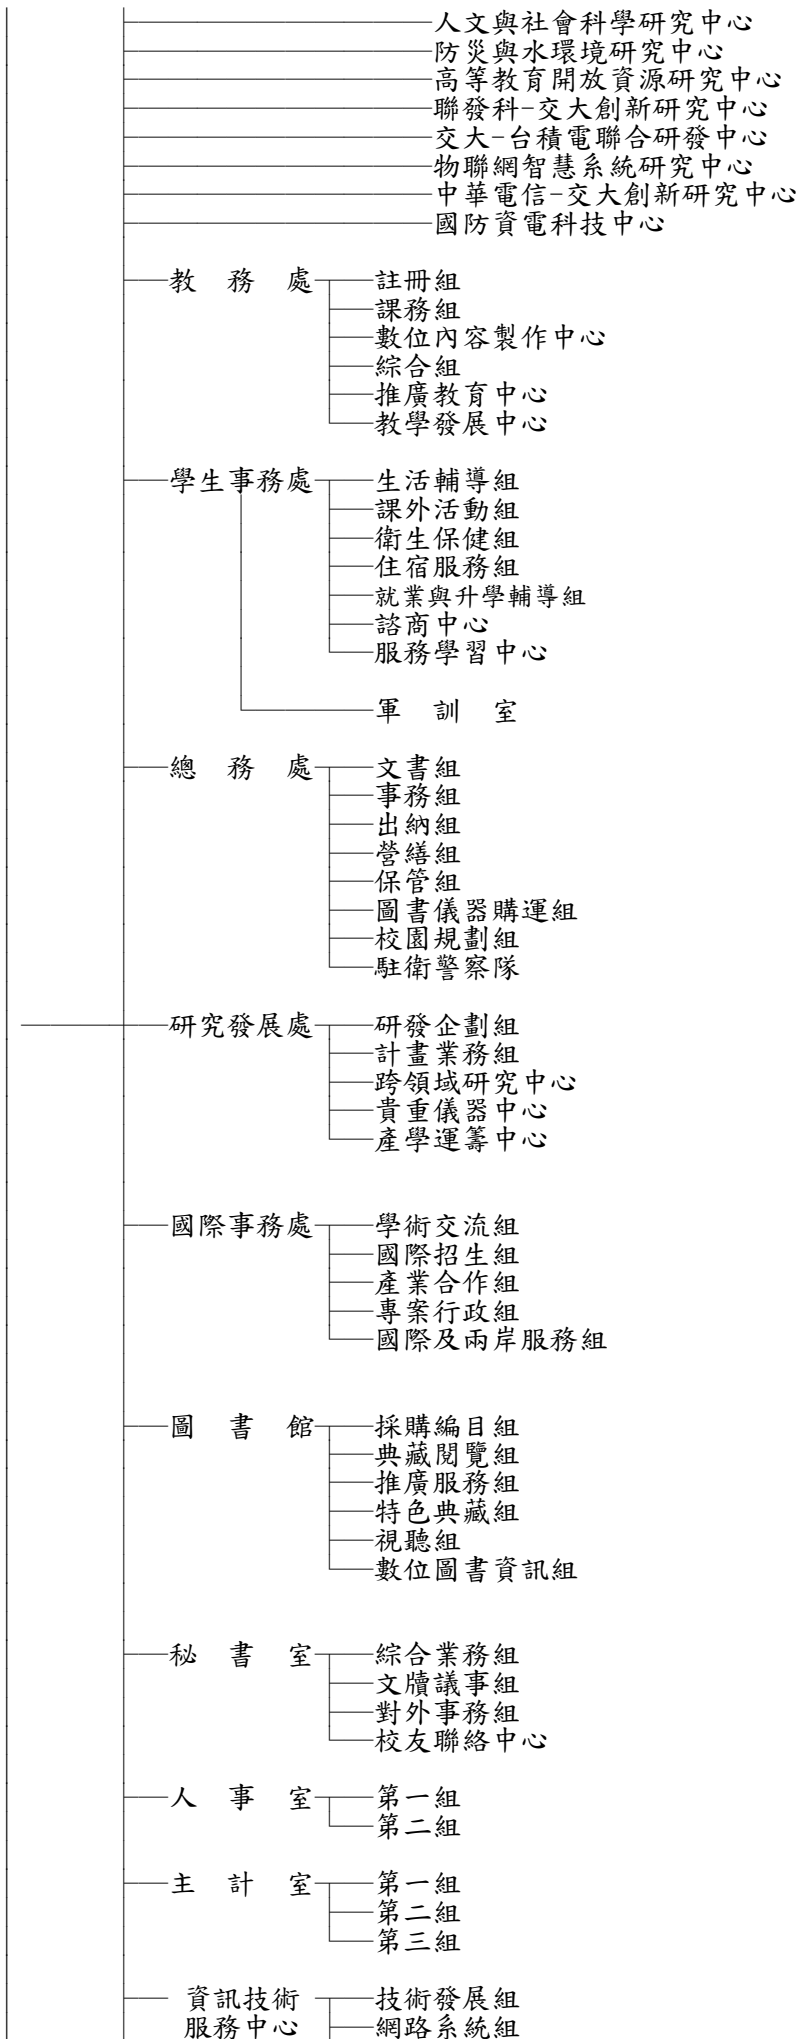 人文與社會科學研究中心
防災與水環境研究中心
高等教育開放資源研究中心
聯發科-交大創新研究中心
交大-台積電聯合研發中心
物聯網智慧系統研究中心
中華電信-交大創新研究中心
國防資電科技中心
教 務 處 註冊組
課務組
數位內容製作中心
綜合組
推廣教育中心
教學發展中心
學生事務處 生活輔導組
課外活動組
衛生保健組
住宿服務組
就業與升學輔導組
諮商中心
服務學習中心
軍 訓 室
總 務 處 文書組
事務組
出納組
營繕組
保管組
圖書儀器購運組
校園規劃組
駐衛警察隊
研究發展處 研發企劃組
計畫業務組
跨領域研究中心
貴重儀器中心
產學運籌中心
國際事務處 學術交流組
國際招生組
產業合作組
專案行政組
國際及兩岸服務組
圖 書 館 採購編目組
典藏閱覽組
推廣服務組
特色典藏組
視聽組
數位圖書資訊組
秘 書 室 綜合業務組
文牘議事組
對外事務組
校友聯絡中心
人 事 室 第一組
第二組
主 計 室 第一組
第二組
第三組
資訊技術 技術發展組
服務中心 網路系統組